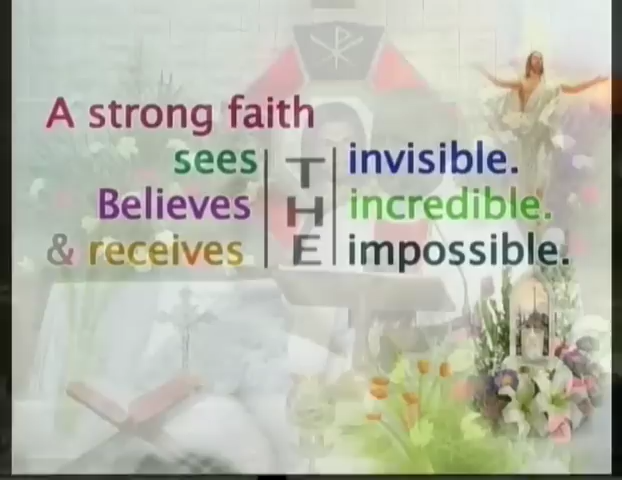 A strong faith
sees T invisible.
Believes H incredible.
& receives E impossible.